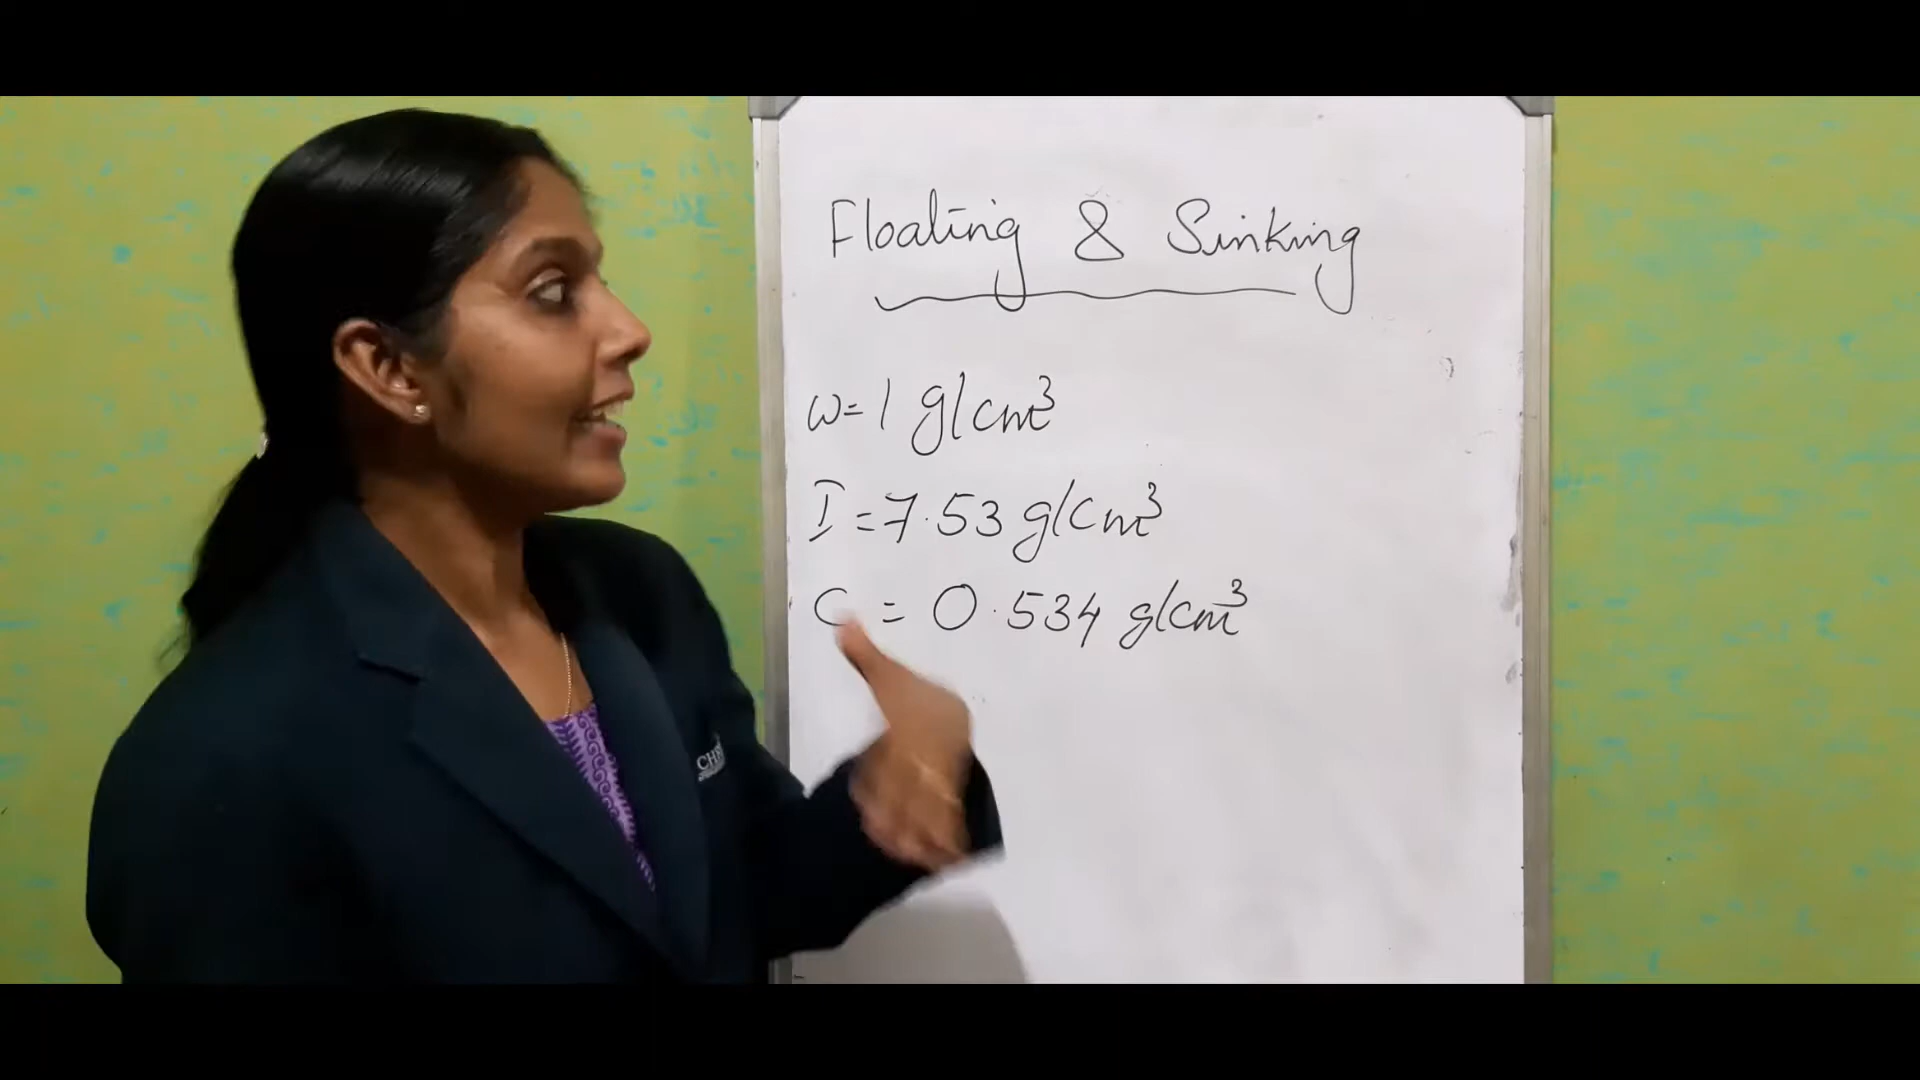 Floating & Sinking
W=1 g/cm³
I=7.53 g/cm³
C = 0.534 g/cm³